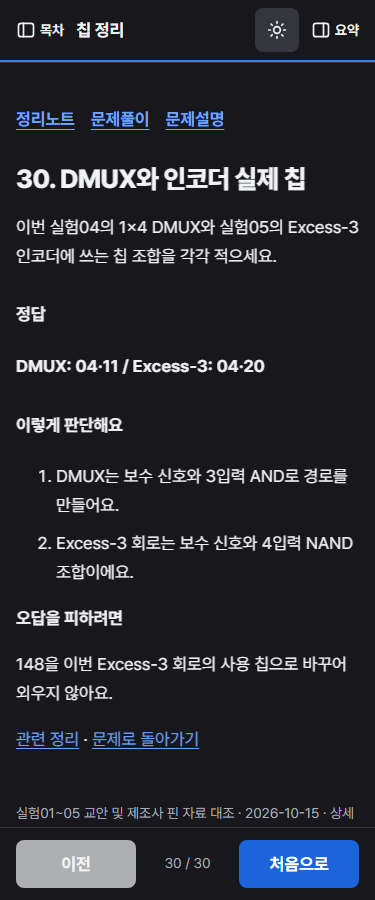 목차 칩 정리 요약
정리노트 문제풀이 문제설명
30. DMUX와 인코더 실제 칩
이번 실험04의 1×4 DMUX와 실험05의 Excess-3
인코더에 쓰는 칩 조합을 각각 적으세요.
정답
DMUX: 04·11 / Excess-3: 04·20
이렇게 판단해요
1. DMUX는 보수 신호와 3입력 AND로 경로를
만들어요.
2. Excess-3 회로는 보수 신호와 4입력 NAND
조합이에요.
오답을 피하려면
148을 이번 Excess-3 회로의 사용 칩으로 바꾸어
외우지 않아요.
관련 정리 · 문제로 돌아가기
실험01~05 교안 및 제조사 핀 자료 대조 · 2026-10-15 · 상세
이전 30 / 30 처음으로